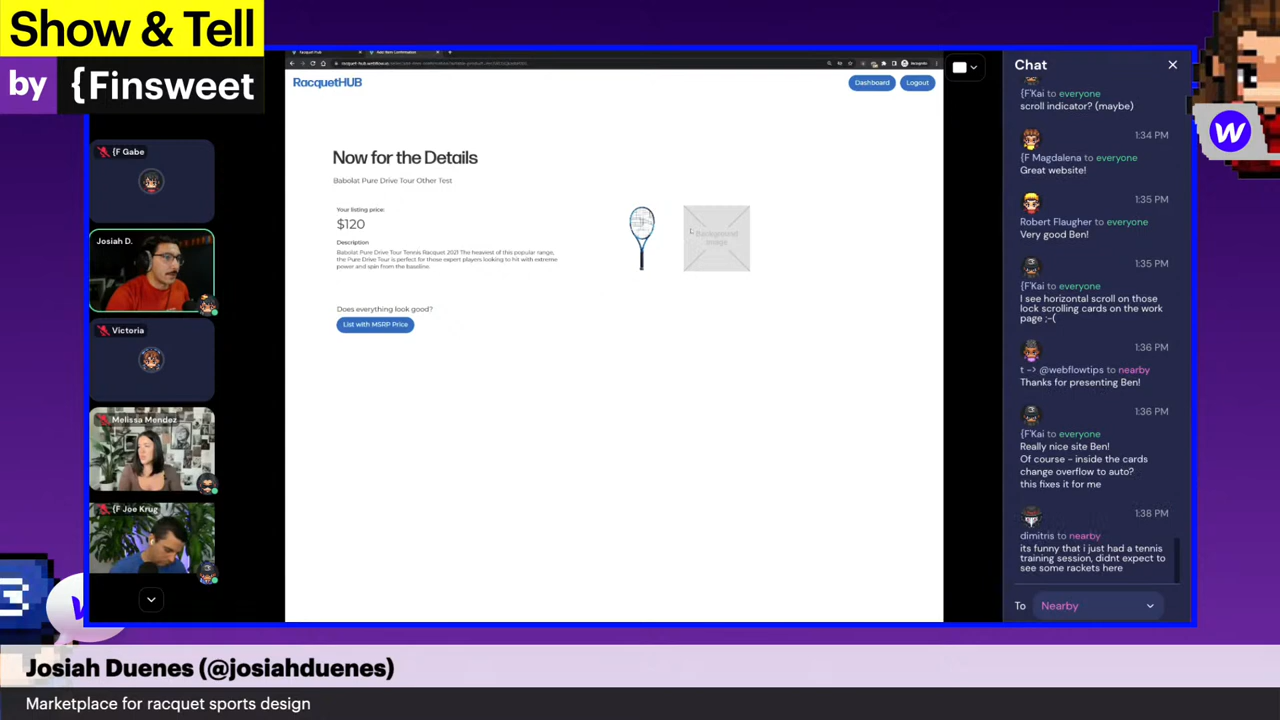 Show & Tell
by {Finsweet
{F Gabe
Josiah D.
Victoria
Melissa Mendez
{F Joe Krug
Racquet Hub
RacquetHUB
Dashboard
Logout
Now for the Details
Babolat Pure Drive Tour Other Test
Your listing price:
$120
Description
Babolat Pure Drive Tour Tennis Racquet 2021 The heaviest of this popular range,
the Pure Drive Tour is perfect for those expert players looking to hit with extreme
power and spin from the baseline.
Background
Image
Does everything look good?
List with MSRP Price
Chat
{F'Kai to everyone
scroll indicator? (maybe)
1:34 PM
{F Magdalena to everyone
Great website!
1:35 PM
Robert Flaugher to everyone
Very good Ben!
1:35 PM
{F'Kai to everyone
I see horizontal scroll on those
lock scrolling cards on the work
page ;-(
1:36 PM
t -> @webflowtips to nearby
Thanks for presenting Ben!
1:36 PM
{F'Kai to everyone
Really nice site Ben!
Of course - inside the cards
change overflow to auto?
this fixes it for me
1:38 PM
dimitris to nearby
its funny that i just had a tennis
training session, didnt expect to
see some rackets here
To
Nearby
Josiah Duenes (@josiahduenes)
Marketplace for racquet sports design